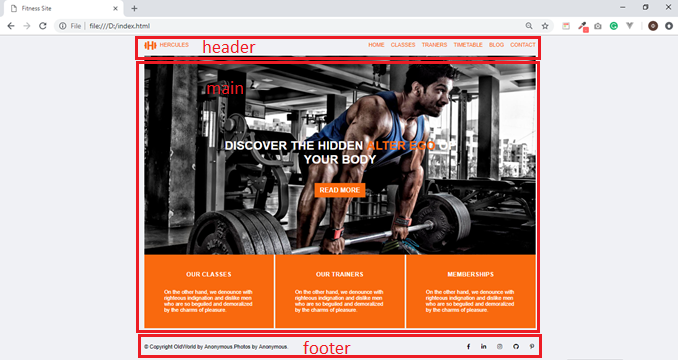 Fitness Site
File | file:///D:/index.html
HERCULES
header
HOME CLASSES TRANERS TIMETABLE BLOG CONTACT
main
DISCOVER THE HIDDEN ALTER EGO OF
YOUR BODY
READ MORE
OUR CLASSES
On the other hand, we denounce with
righteous indignation and dislike men
who are so beguiled and demoralized
by the charms of pleasure.
OUR TRAINERS
On the other hand, we denounce with
righteous indignation and dislike men
who are so beguiled and demoralized
by the charms of pleasure.
MEMBERSHIPS
On the other hand, we denounce with
righteous indignation and dislike men
who are so beguiled and demoralized
by the charms of pleasure.
© Copyright OldWorld by Anonymous.Photos by Anonymous.
footer